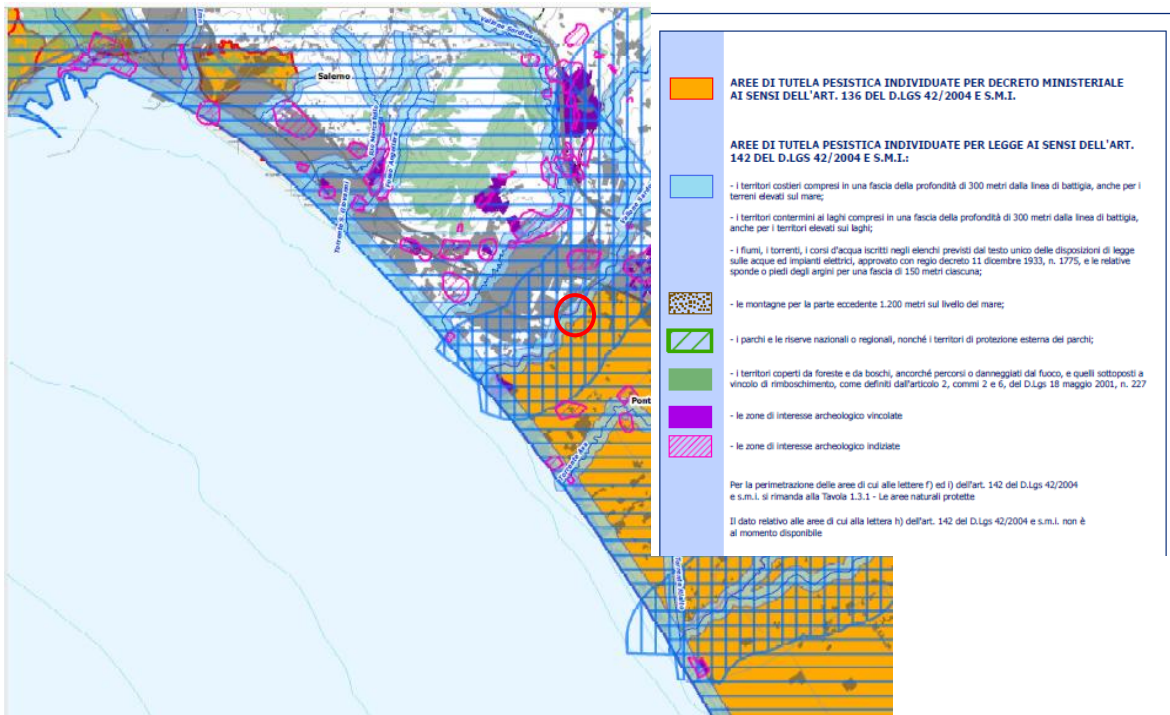 Salerno
Vallone Sordina
Rio Mercatello
Fiume Angellara
Torrente S. Giovanni
Pont
Torrente Asa
AREE DI TUTELA PESISTICA INDIVIDUATE PER DECRETO MINISTERIALE
AI SENSI DELL'ART. 136 DEL D.LGS 42/2004 E S.M.I.
AREE DI TUTELA PESISTICA INDIVIDUATE PER LEGGE AI SENSI DELL'ART.
142 DEL D.LGS 42/2004 E S.M.I.:
- i territori costieri compresi in una fascia della profondità di 300 metri dalla linea di battigia, anche per i
terreni elevati sul mare;
- i territori contermini ai laghi compresi in una fascia della profondità di 300 metri dalla linea di battigia,
anche per i territori elevati sui laghi;
- i fiumi, i torrenti, i corsi d'acqua iscritti negli elenchi previsti dal testo unico delle disposizioni di legge
sulle acque ed impianti elettrici, approvato con regio decreto 11 dicembre 1933, n. 1775, e le relative
sponde o piedi degli argini per una fascia di 150 metri ciascuna;
- le montagne per la parte eccedente 1.200 metri sul livello del mare;
- i parchi e le riserve nazionali o regionali, nonché i territori di protezione esterna dei parchi;
- i territori coperti da foreste e da boschi, ancorché percorsi o danneggiati dal fuoco, e quelli sottoposti a
vincolo di rimboschimento, come definiti dall'articolo 2, commi 2 e 6, del D.Lgs 18 maggio 2001, n. 227
- le zone di interesse archeologico vincolate
- le zone di interesse archeologico indiziate
Per la perimetrazione delle aree di cui alle lettere f) ed i) dell'art. 142 del D.Lgs 42/2004
e s.m.i. si rimanda alla Tavola 1.3.1 - Le aree naturali protette
Il dato relativo alle aree di cui alla lettera h) dell'art. 142 del D.Lgs 42/2004 e s.m.i. non è
al momento disponibile